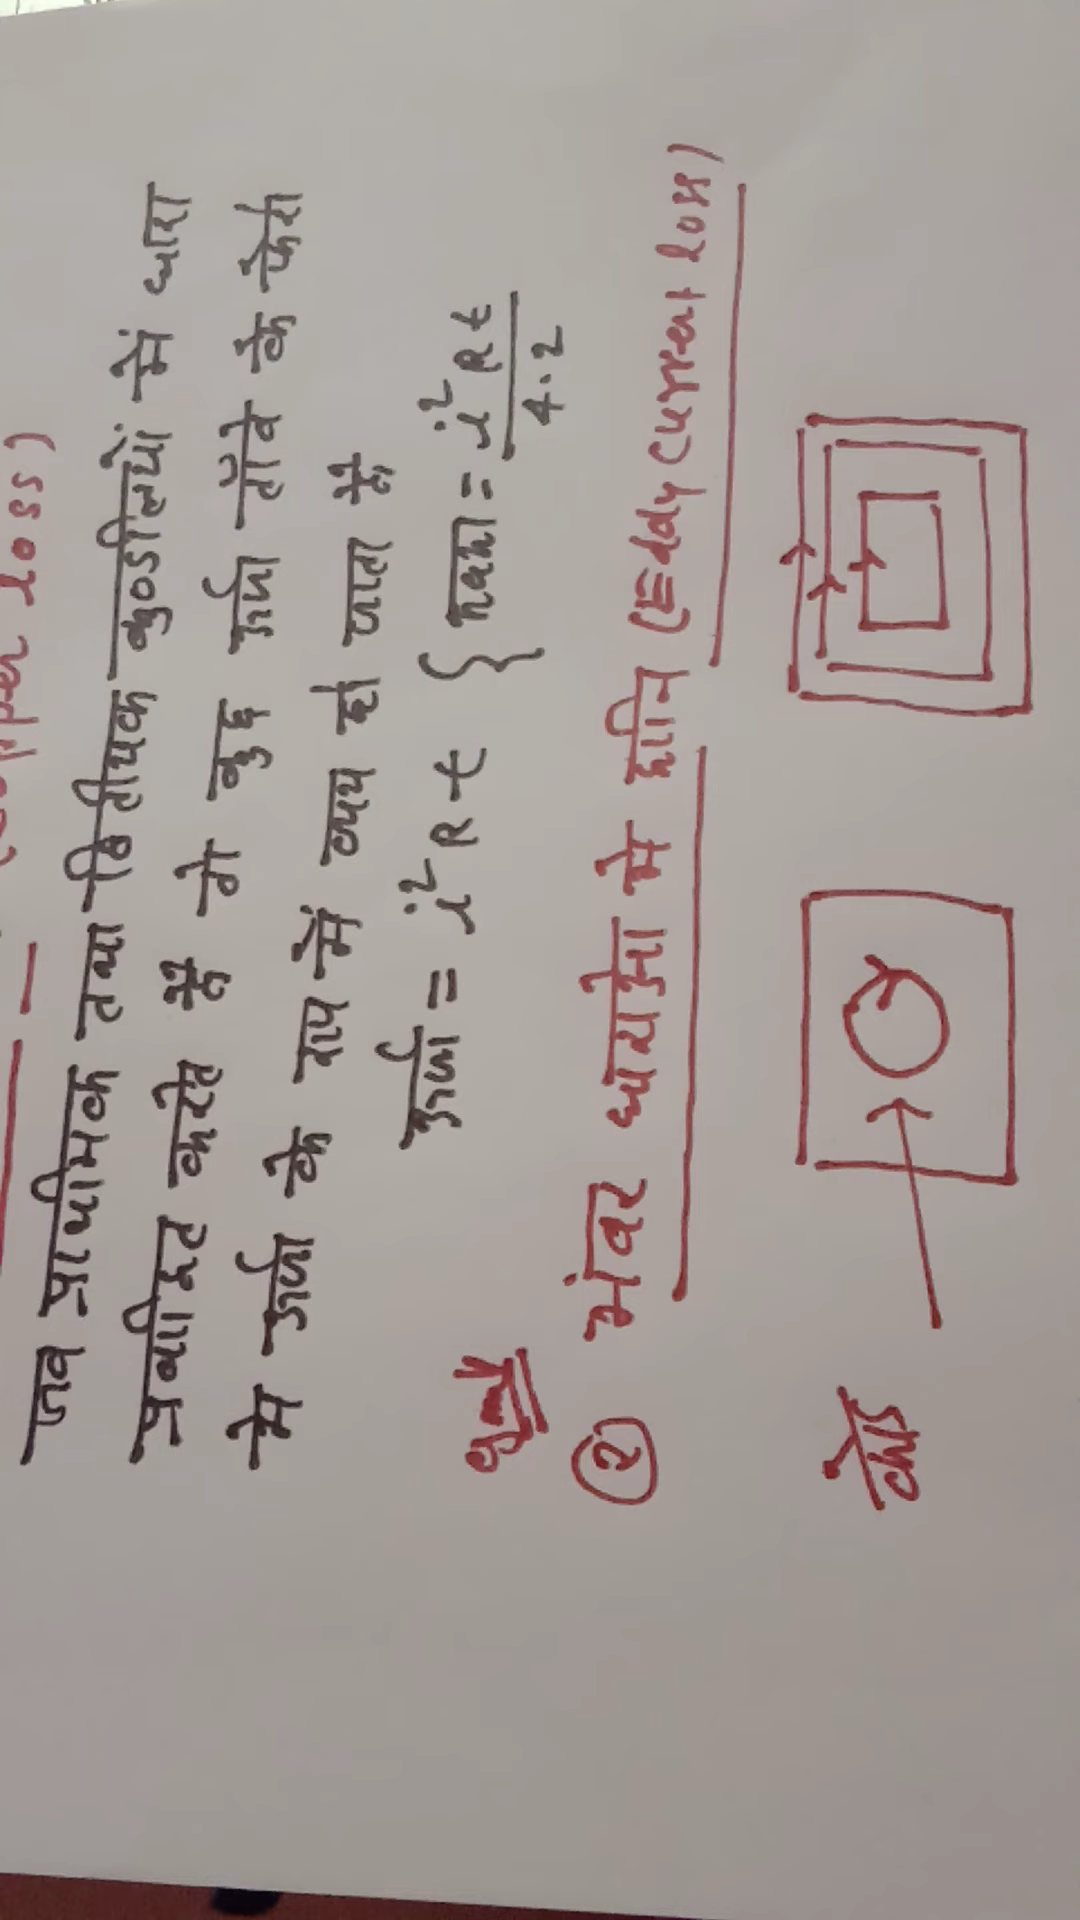 (Copper loss)
जब प्राथमिक तथा द्वितीयक कुण्डलियों में धारा
प्रवाहित करते है तो कुछ ऊर्जा ताँबे के फेरो
मे ऊर्जा के रूप में व्यय हो जाता है
ऊर्जा = i²Rt { ऊष्मा = i²Rt / 4.2
② भंवर धाराओ मे हानि (Eddy current loss)